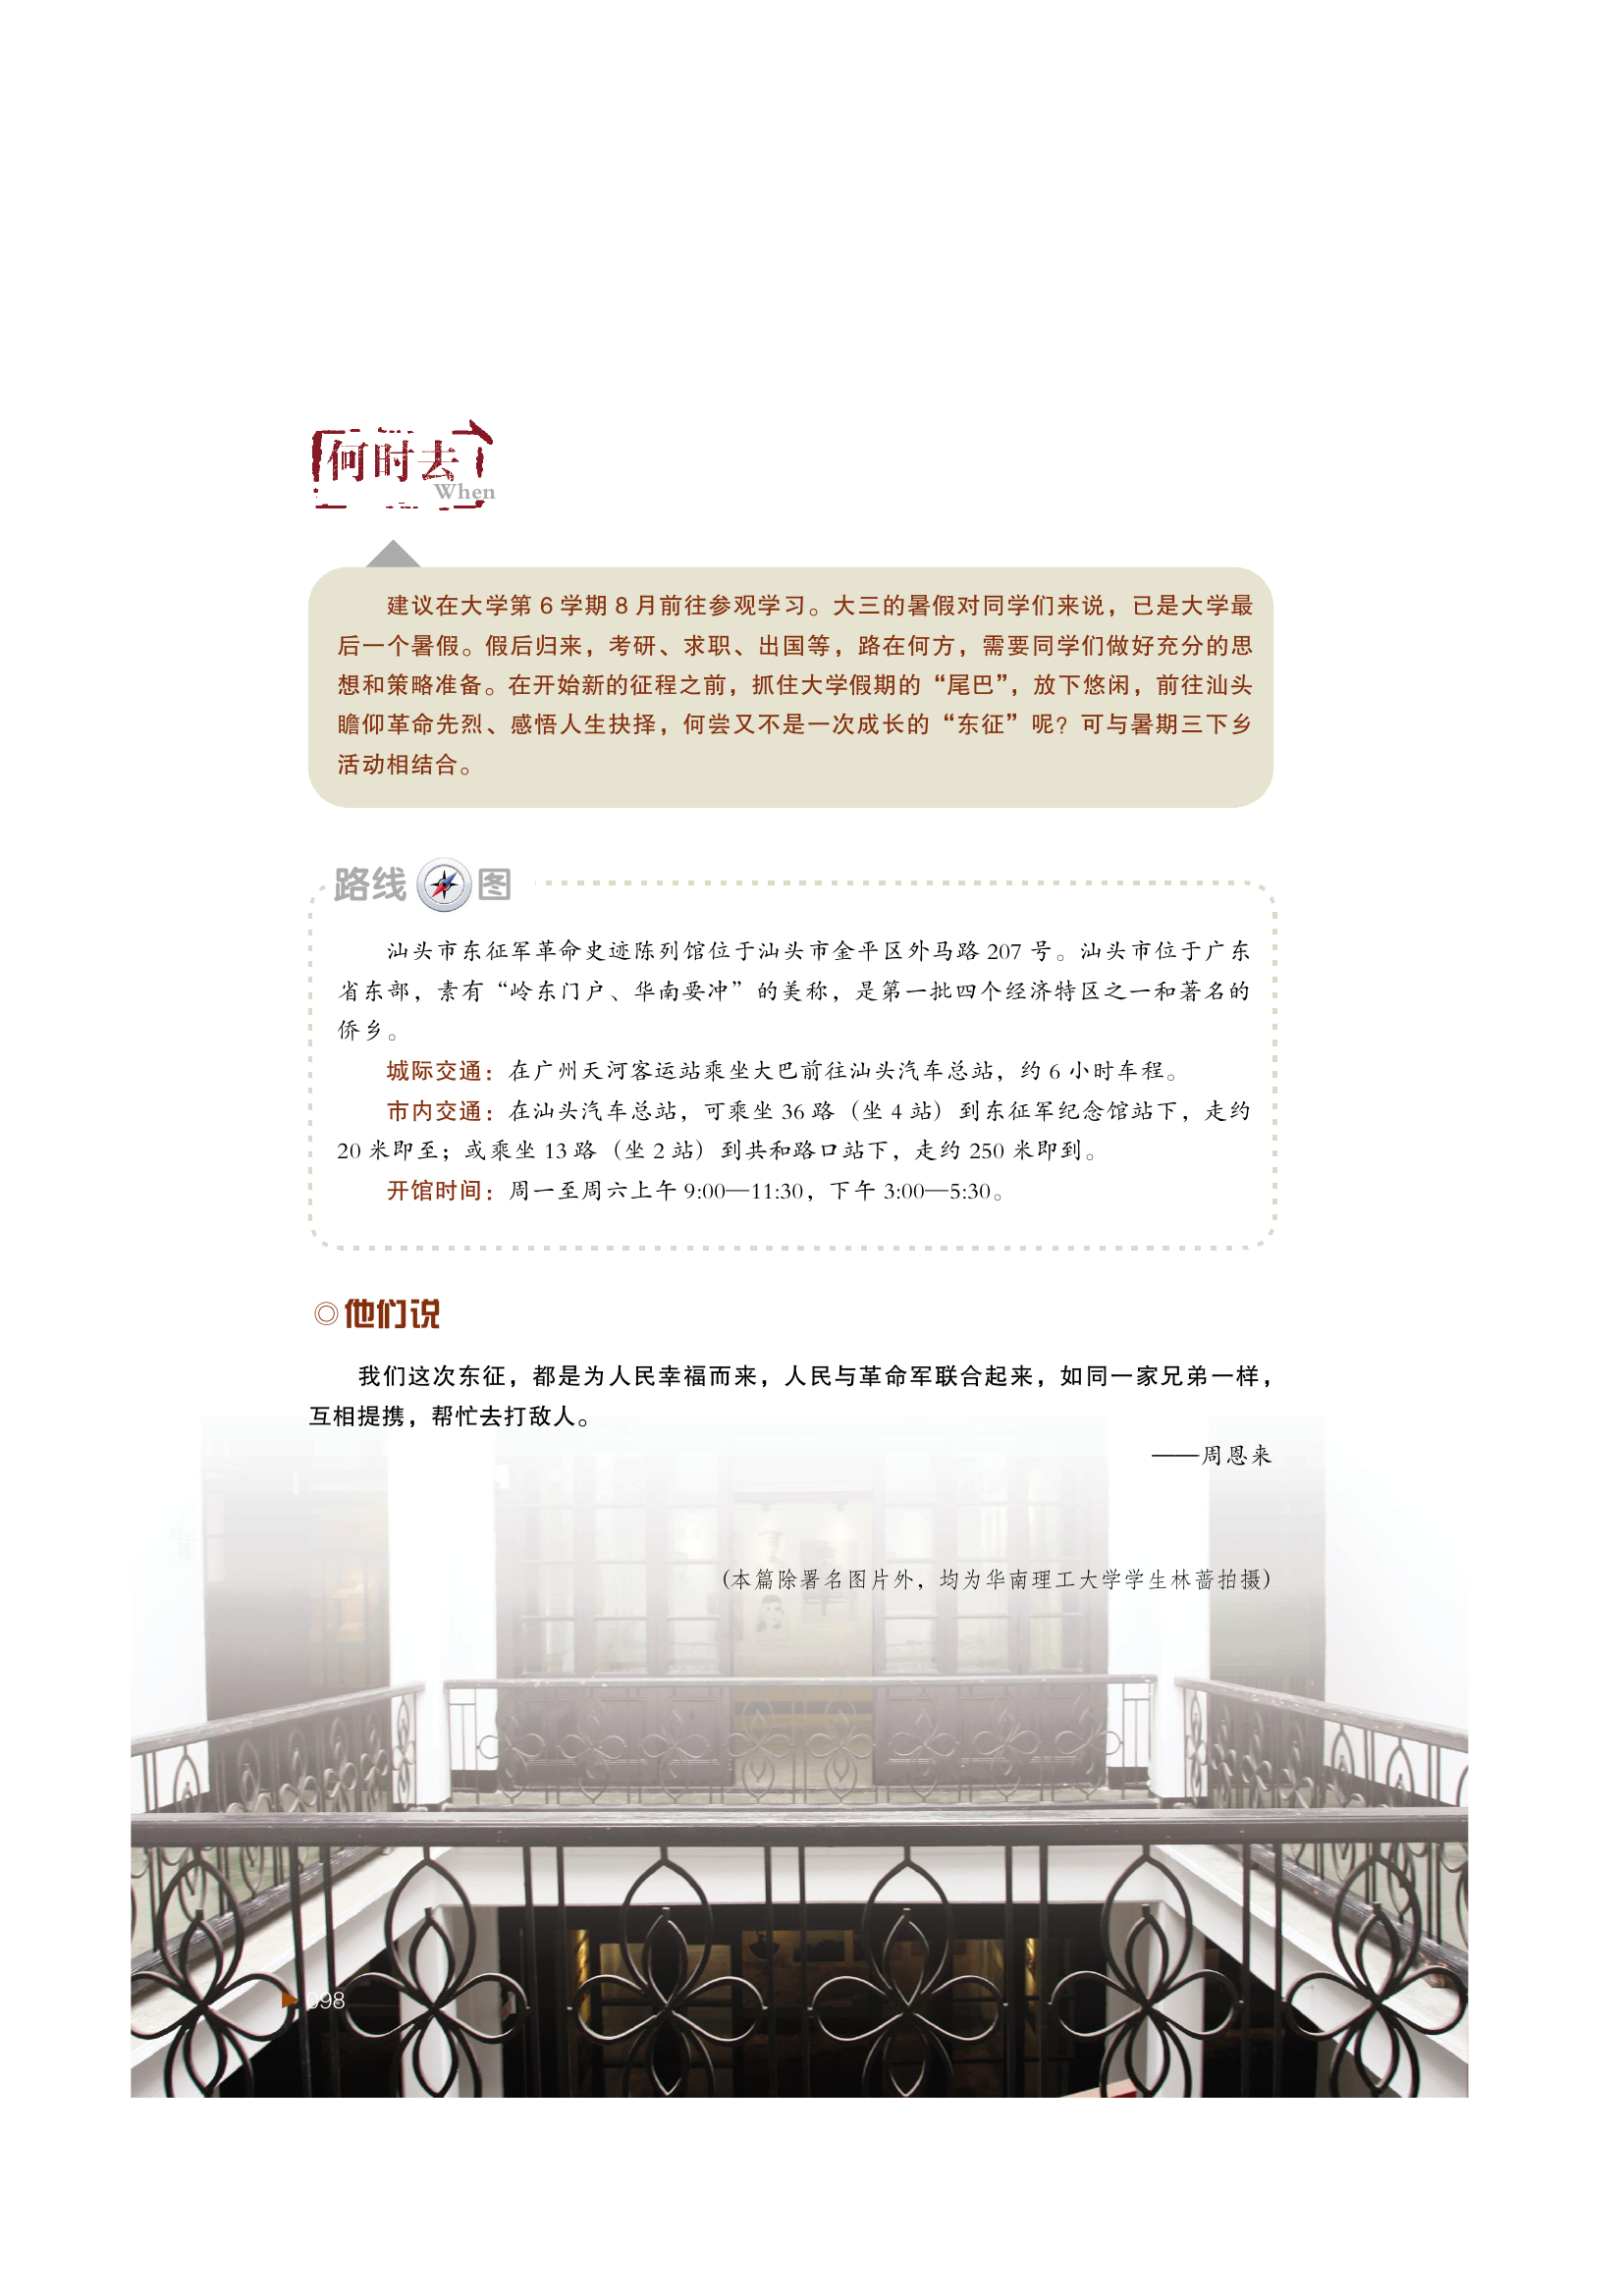 何时去
When
建议在大学第 6 学期 8 月前往参观学习。大三的暑假对同学们来说，已是大学最
后一个暑假。假后归来，考研、求职、出国等，路在何方，需要同学们做好充分的思
想和策略准备。在开始新的征程之前，抓住大学假期的“尾巴”，放下悠闲，前往汕头
瞻仰革命先烈、感悟人生抉择，何尝又不是一次成长的“东征”呢？可与暑期三下乡
活动相结合。
路线图
汕头市东征军革命史迹陈列馆位于汕头市金平区外马路 207 号。汕头市位于广东
省东部，素有“岭东门户、华南要冲”的美称，是第一批四个经济特区之一和著名的
侨乡。
城际交通：在广州天河客运站乘坐大巴前往汕头汽车总站，约 6 小时车程。
市内交通：在汕头汽车总站，可乘坐 36 路（坐 4 站）到东征军纪念馆站下，走约
20 米即至；或乘坐 13 路（坐 2 站）到共和路口站下，走约 250 米即到。
开馆时间：周一至周六上午 9:00—11:30，下午 3:00—5:30。
◎他们说
我们这次东征，都是为人民幸福而来，人民与革命军联合起来，如同一家兄弟一样，
互相提携，帮忙去打敌人。
——周恩来
(本篇除署名图片外，均为华南理工大学学生林蔷拍摄)
098